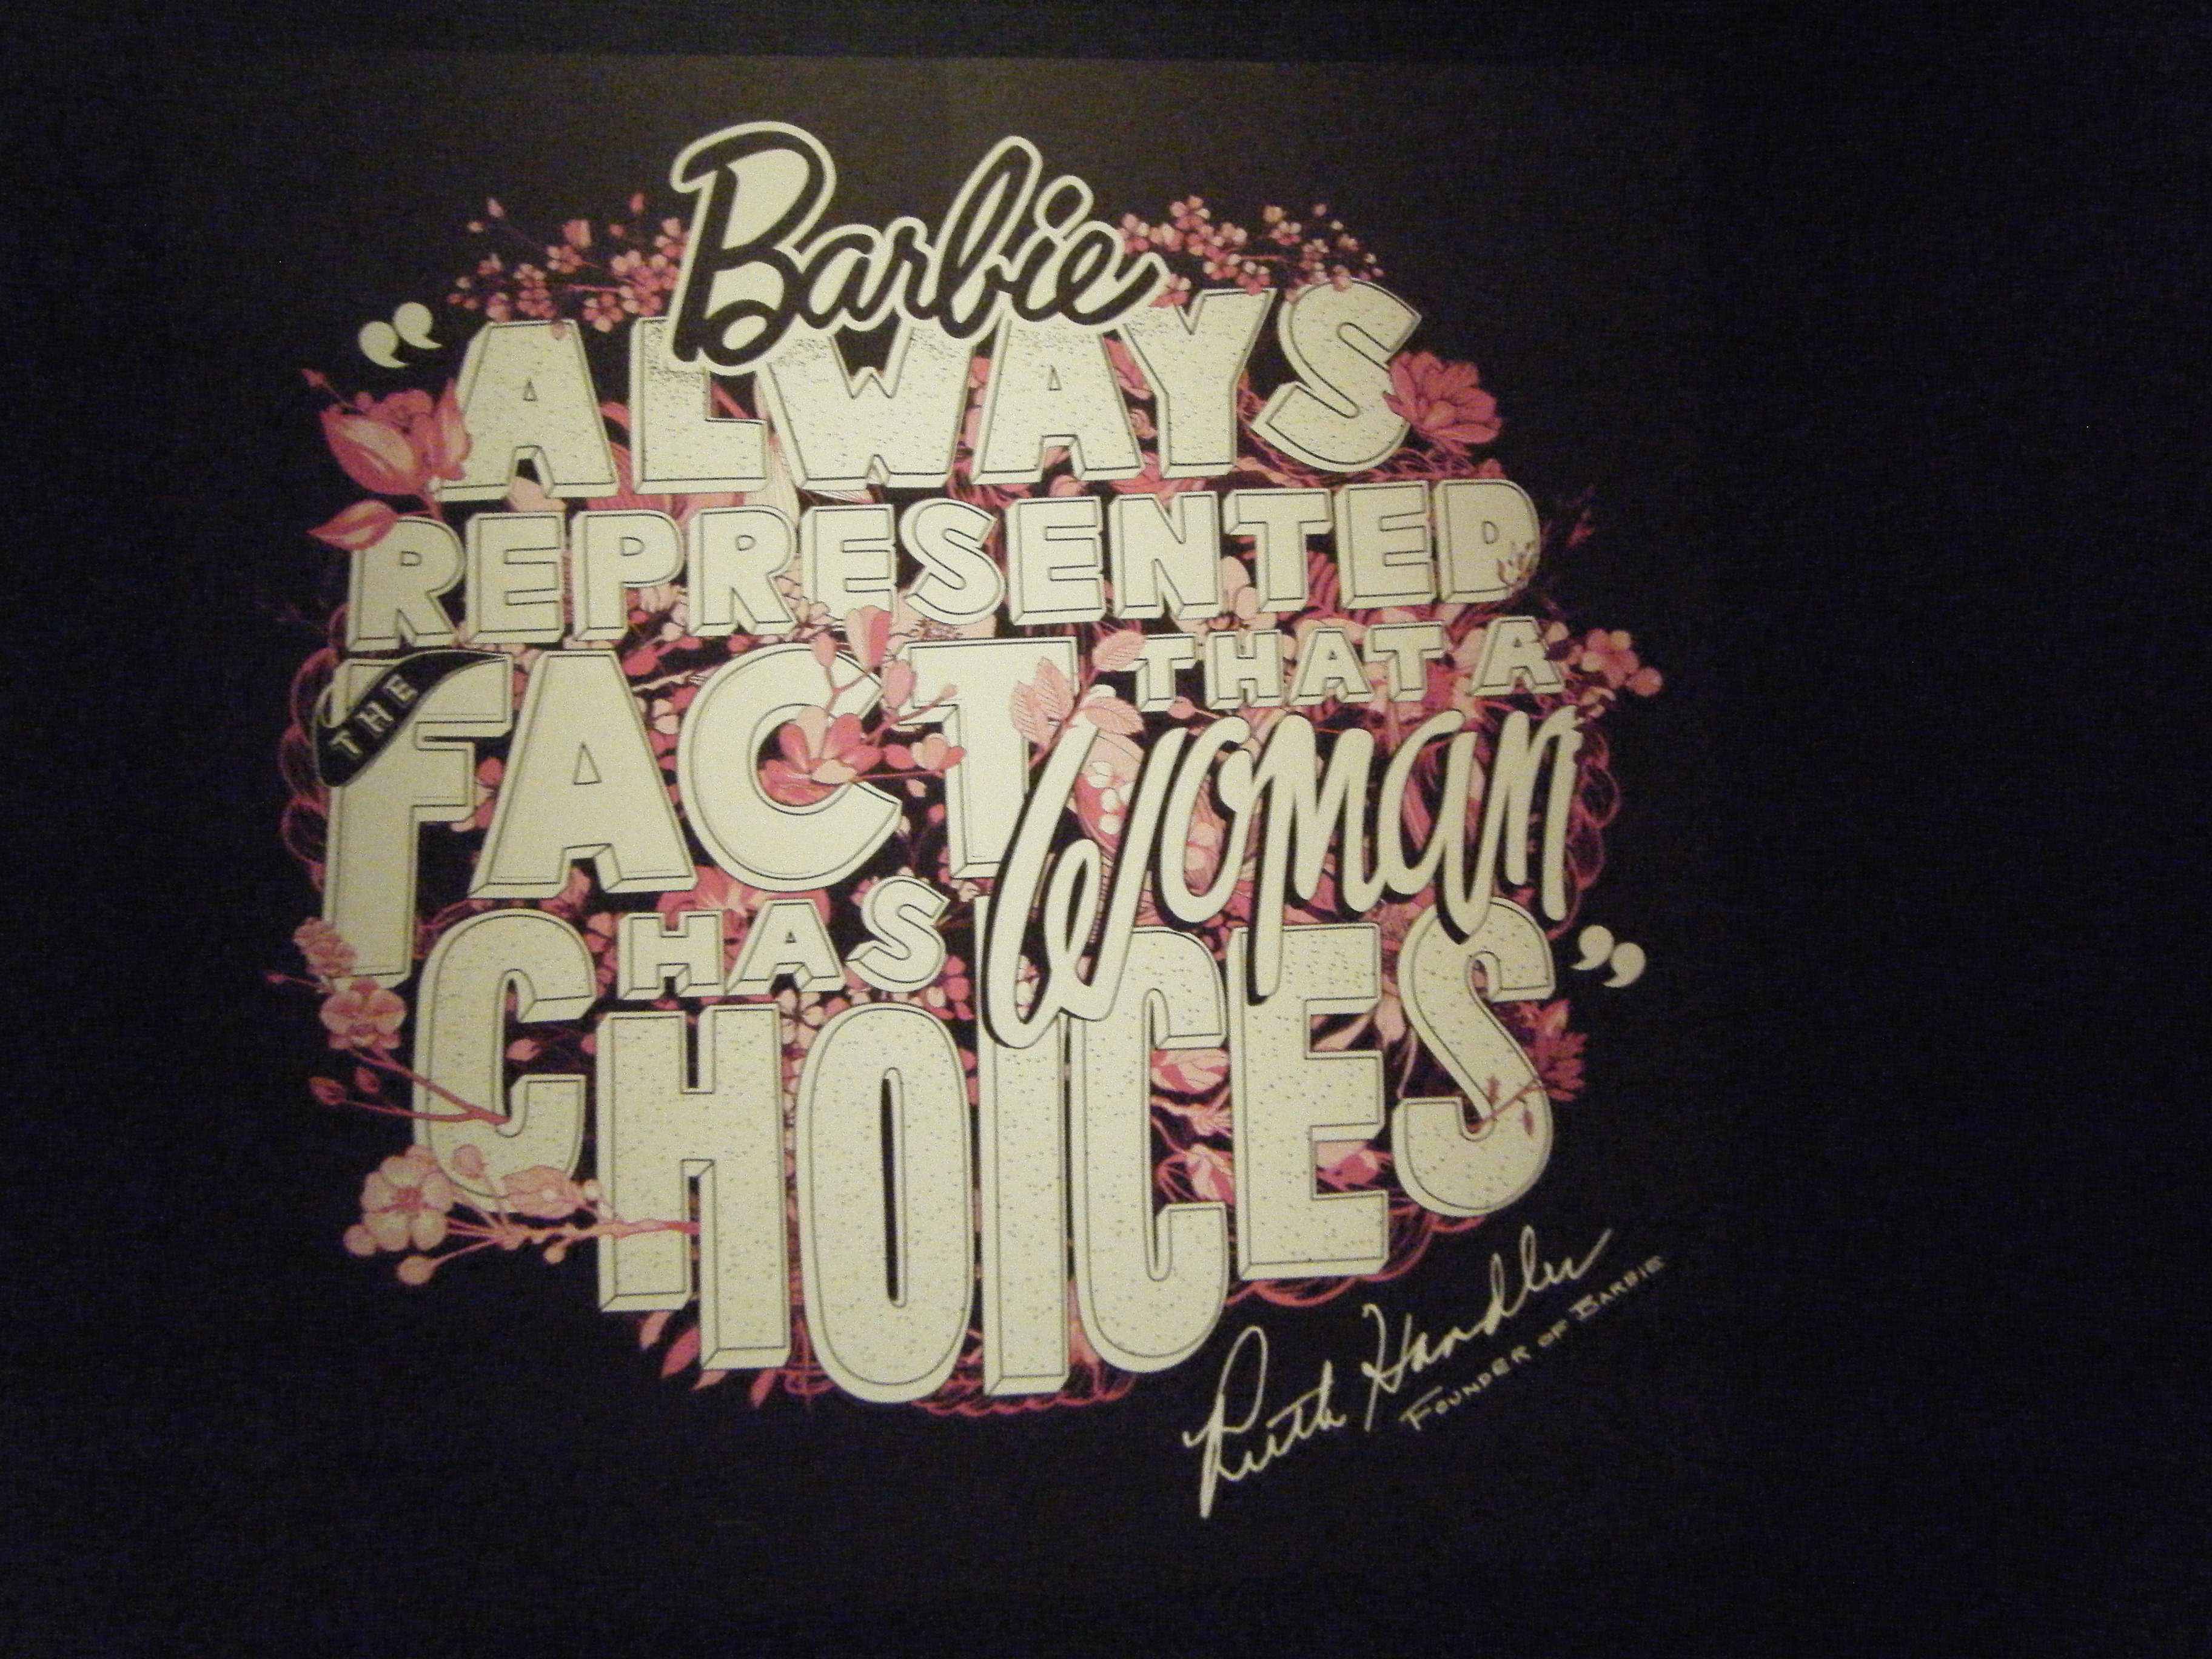 Barbie
“ALWAYS
REPRESENTED
THE FACT THAT A
Woman
HAS
CHOICES”
Ruth Handler
FOUNDER OF BARBIE